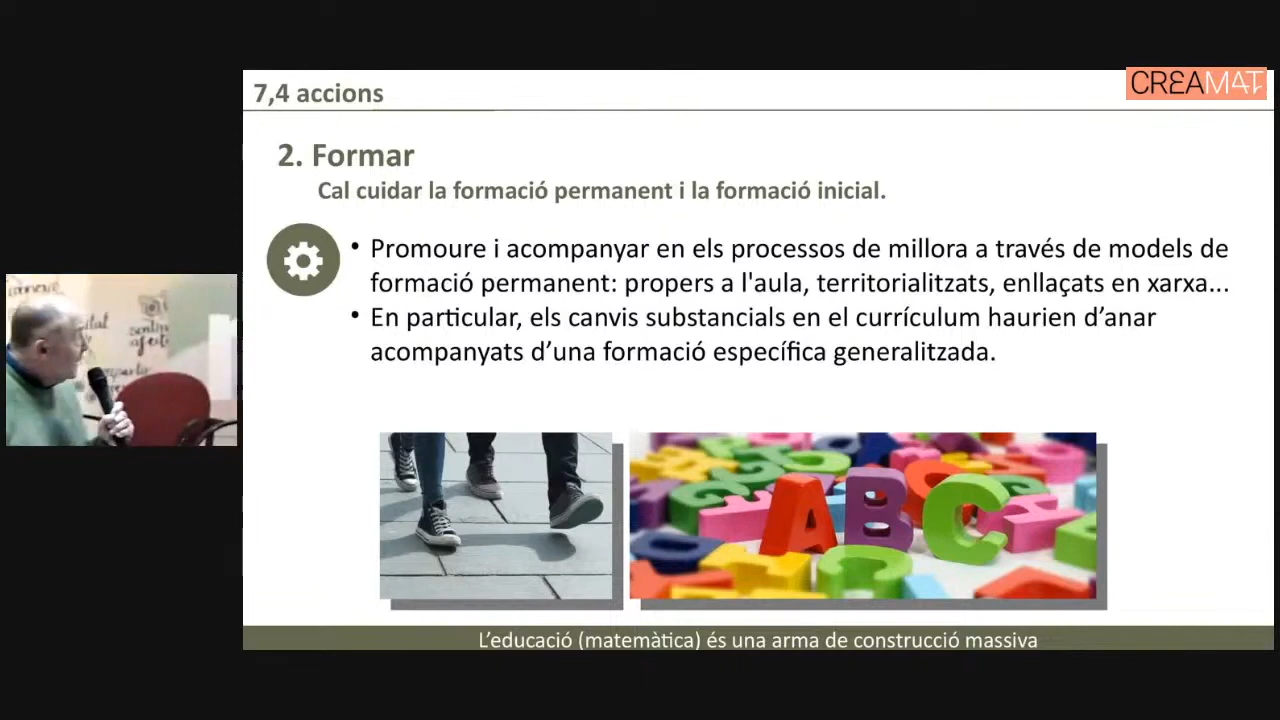 7,4 accions
CREAMAT
2. Formar
Cal cuidar la formació permanent i la formació inicial.
• Promoure i acompanyar en els processos de millora a través de models de
formació permanent: propers a l'aula, territorialitzats, enllaçats en xarxa...
• En particular, els canvis substancials en el currículum haurien d’anar
acompanyats d’una formació específica generalitzada.
A B C
L’educació (matemàtica) és una arma de construcció massiva